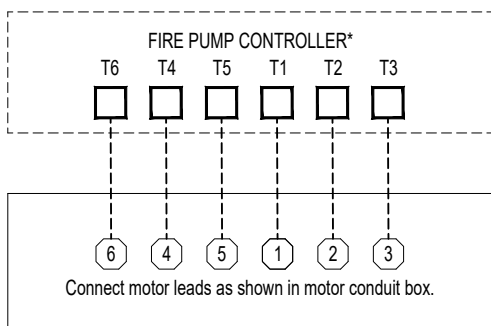 FIRE PUMP CONTROLLER*
T6 T4 T5 T1 T2 T3
6 4 5 1 2 3
Connect motor leads as shown in motor conduit box.